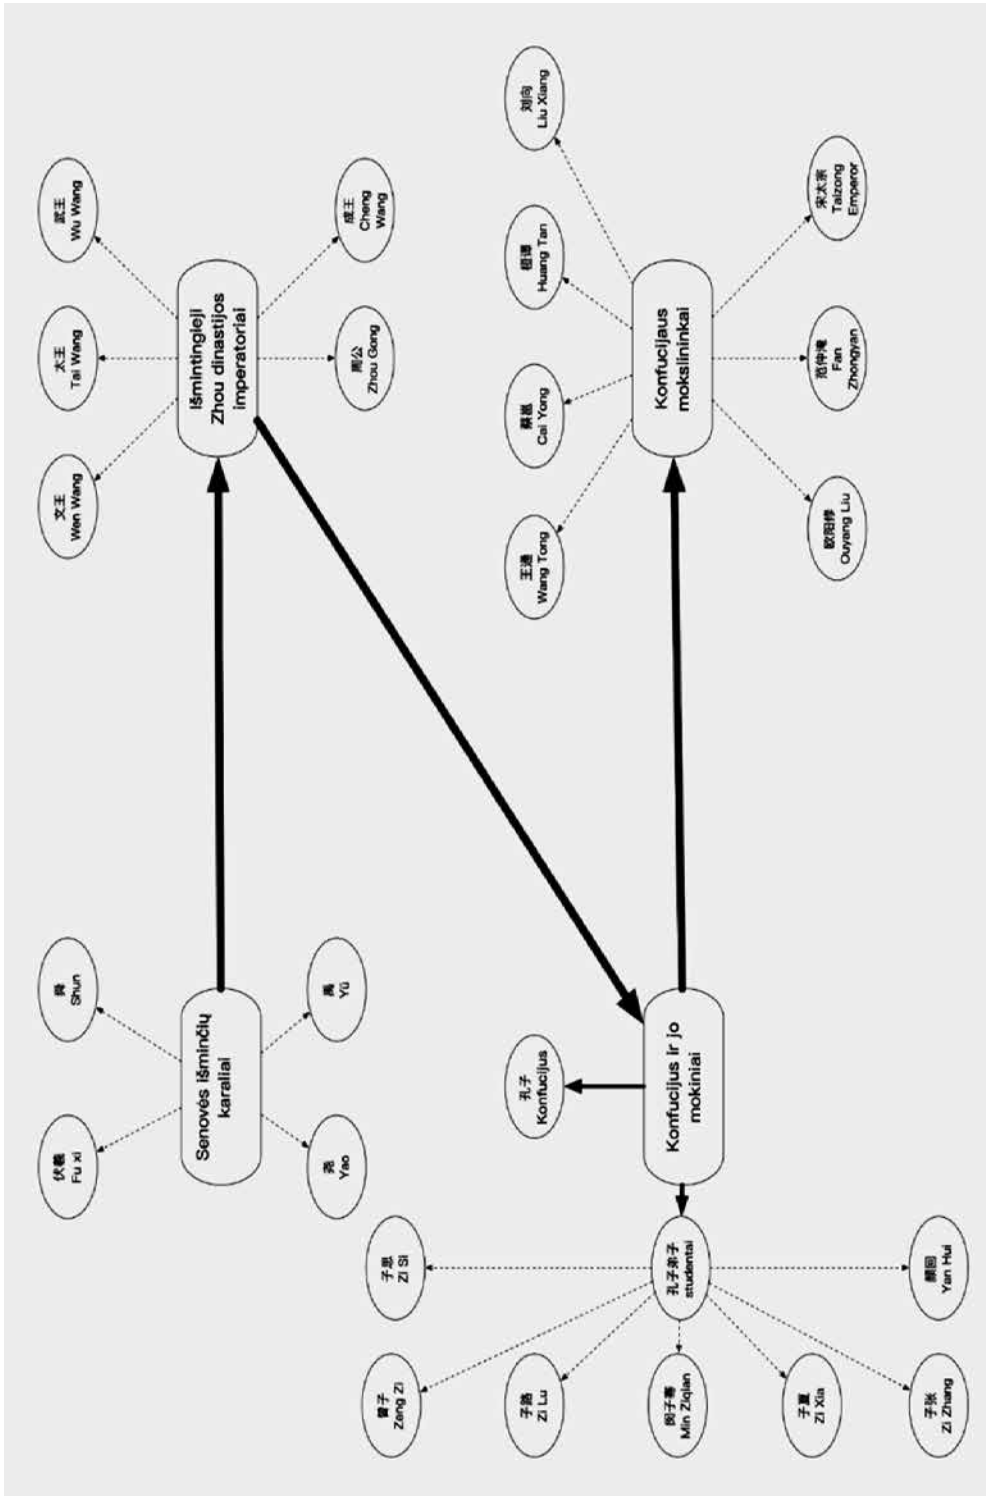 伏羲
Fu xi
舜
Shun
文王
Wen Wang
太王
Tai Wang
武王
Wu Wang
Senovės išminčių
karaliai
Išmintingieji
Zhou dinastijos
imperatoriai
尧
Yao
禹
Yü
周公
Zhou Gong
成王
Cheng
Wang
曾子
Zeng Zi
子思
Zi Si
子路
Zi Lu
孔子
Konfucijus
王通
Wang Tong
蔡邕
Cai Yong
Huang Tan
刘向
Liu Xiang
闵子骞
Min Ziqian
孔子弟子
studentai
Konfucijus ir jo
mokiniai
Konfucijaus
mokslininkai
子夏
Zi Xia
欧阳修
Ouyang Liu
范仲淹
Fan
Zhongyan
宋太宗
Taizong
Emperor
子张
Zi Zhang
颜回
Yan Hui